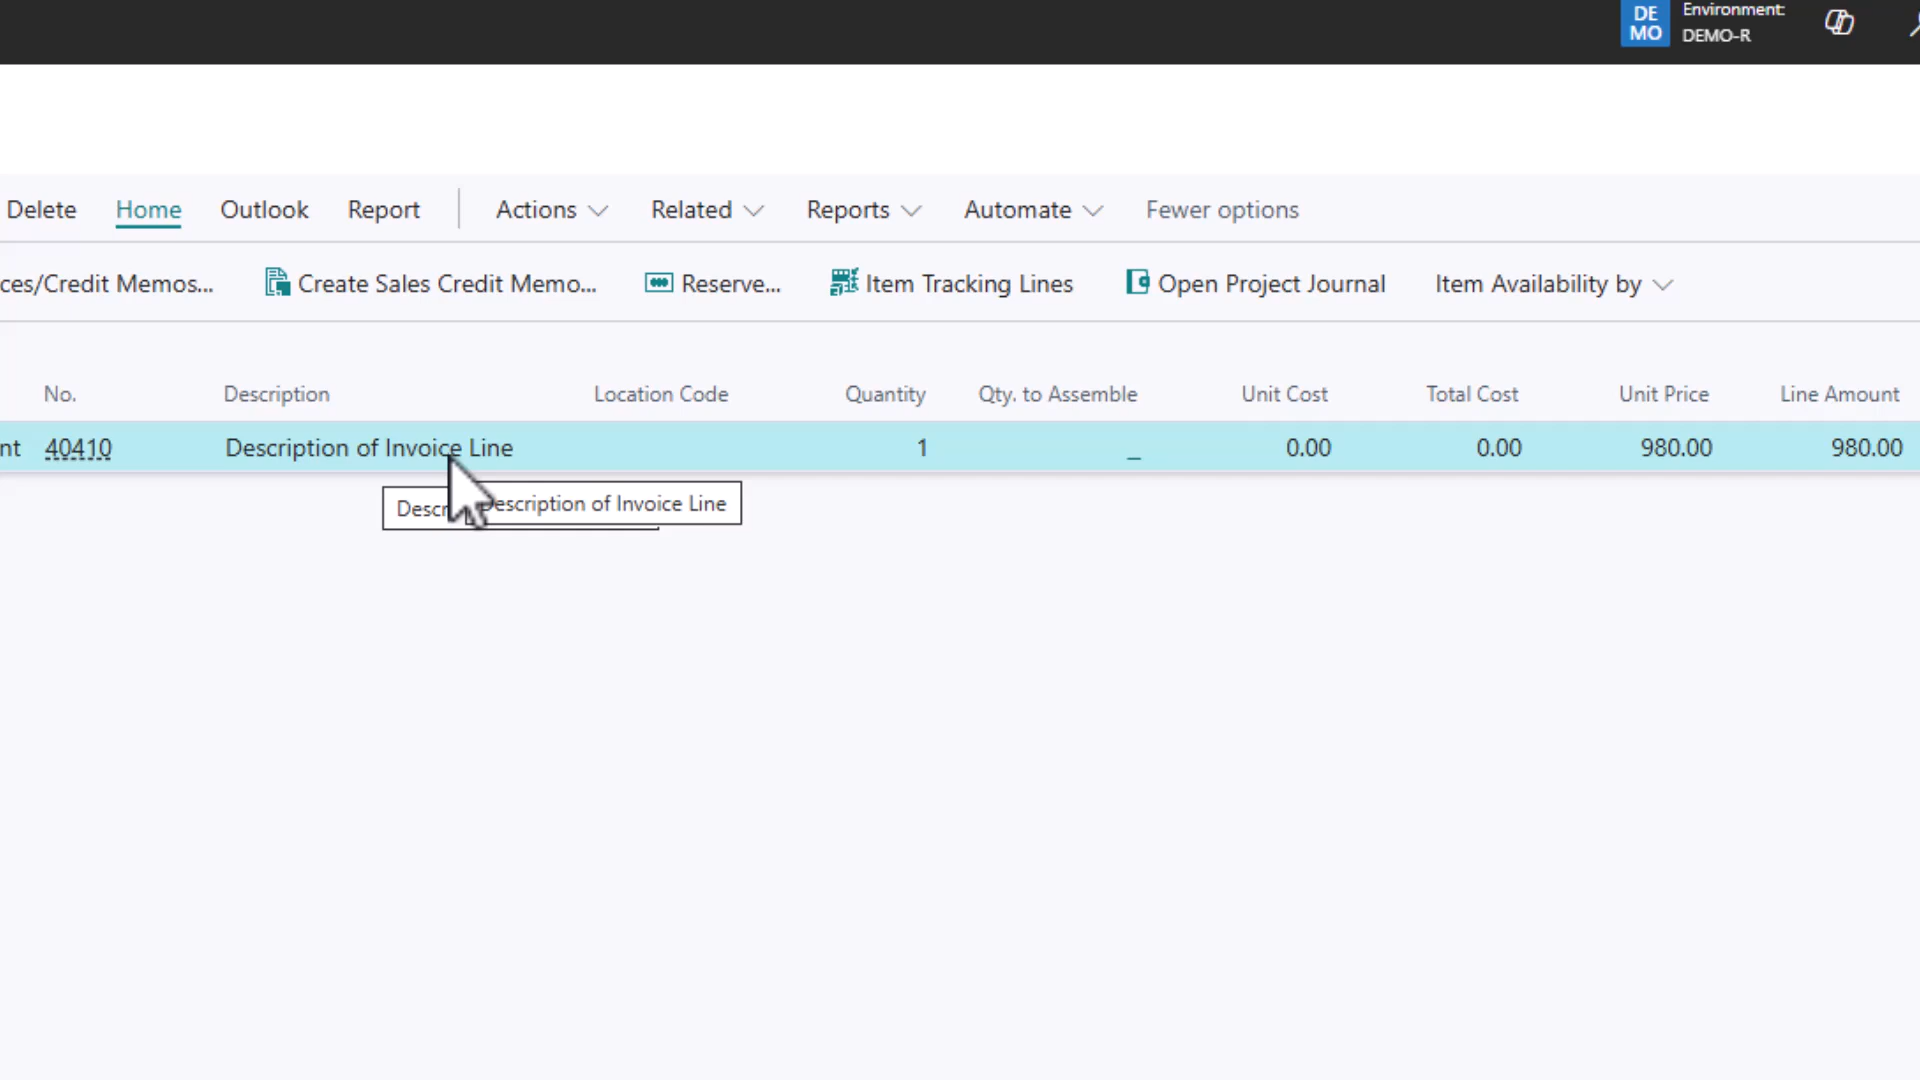 DE
MO
Environment:
DEMO-R
Delete Home Outlook Report Actions Related Reports Automate Fewer options
ces/Credit Memos... Create Sales Credit Memo... Reserve... Item Tracking Lines Open Project Journal Item Availability by
No. Description Location Code Quantity Qty. to Assemble Unit Cost Total Cost Unit Price Line Amount
nt 40410 Description of Invoice Line 1 _ 0.00 0.00 980.00 980.00
Descr
escription of Invoice Line